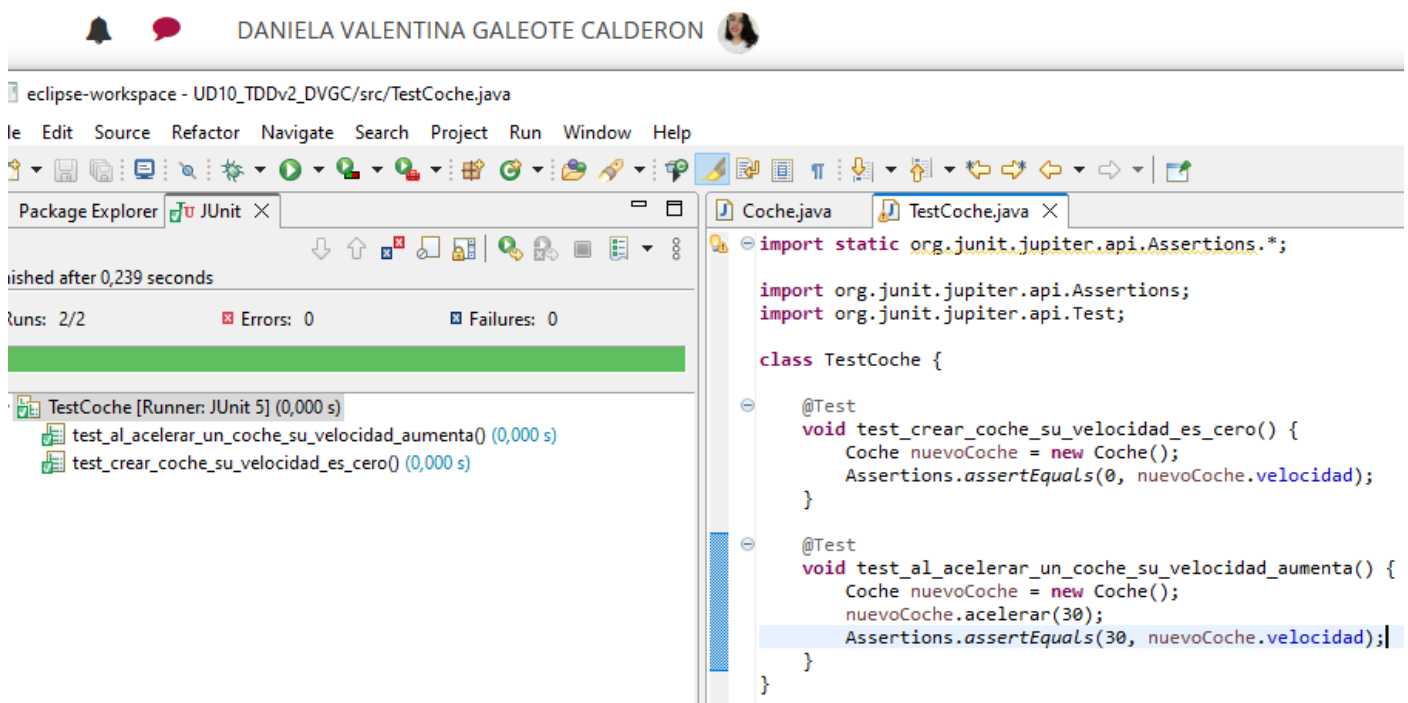 DANIELA VALENTINA GALEOTE CALDERON
eclipse-workspace - UD10_TDDv2_DVGC/src/TestCoche.java
le Edit Source Refactor Navigate Search Project Run Window Help
Package Explorer JUnit
ished after 0,239 seconds
Runs: 2/2 Errors: 0 Failures: 0
TestCoche [Runner: JUnit 5] (0,000 s)
test_al_acelerar_un_coche_su_velocidad_aumenta() (0,000 s)
test_crear_coche_su_velocidad_es_cero() (0,000 s)
Coche.java TestCoche.java
import static org.junit.jupiter.api.Assertions.*;
import org.junit.jupiter.api.Assertions;
import org.junit.jupiter.api.Test;
class TestCoche {
@Test
void test_crear_coche_su_velocidad_es_cero() {
Coche nuevoCoche = new Coche();
Assertions.assertEquals(0, nuevoCoche.velocidad);
}
@Test
void test_al_acelerar_un_coche_su_velocidad_aumenta() {
Coche nuevoCoche = new Coche();
nuevoCoche.acelerar(30);
Assertions.assertEquals(30, nuevoCoche.velocidad);
}
}